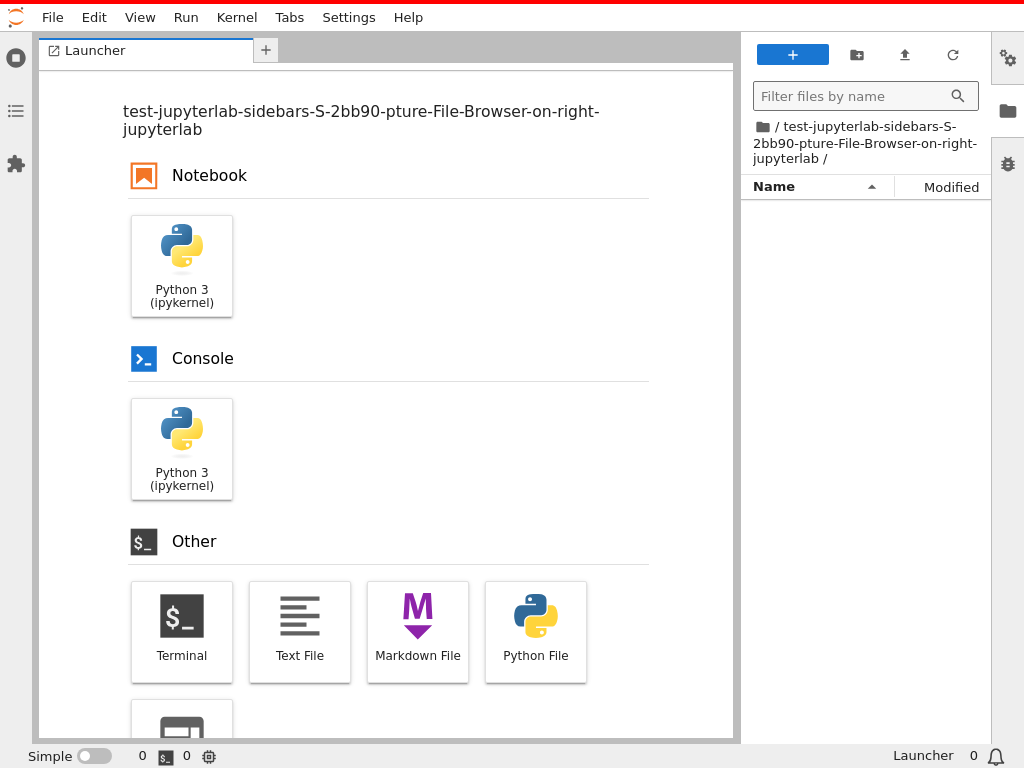 File Edit View Run Kernel Tabs Settings Help
Launcher
Filter files by name
/ test-jupyterlab-sidebars-S-
2bb90-pture-File-Browser-on-right-
jupyterlab /
Name Modified
test-jupyterlab-sidebars-S-2bb90-pture-File-Browser-on-right-
jupyterlab
Notebook
Python 3
(ipykernel)
Console
Python 3
(ipykernel)
$_ Other
$_
M
Terminal Text File Markdown File Python File
Simple 0 $_ 0 Launcher 0